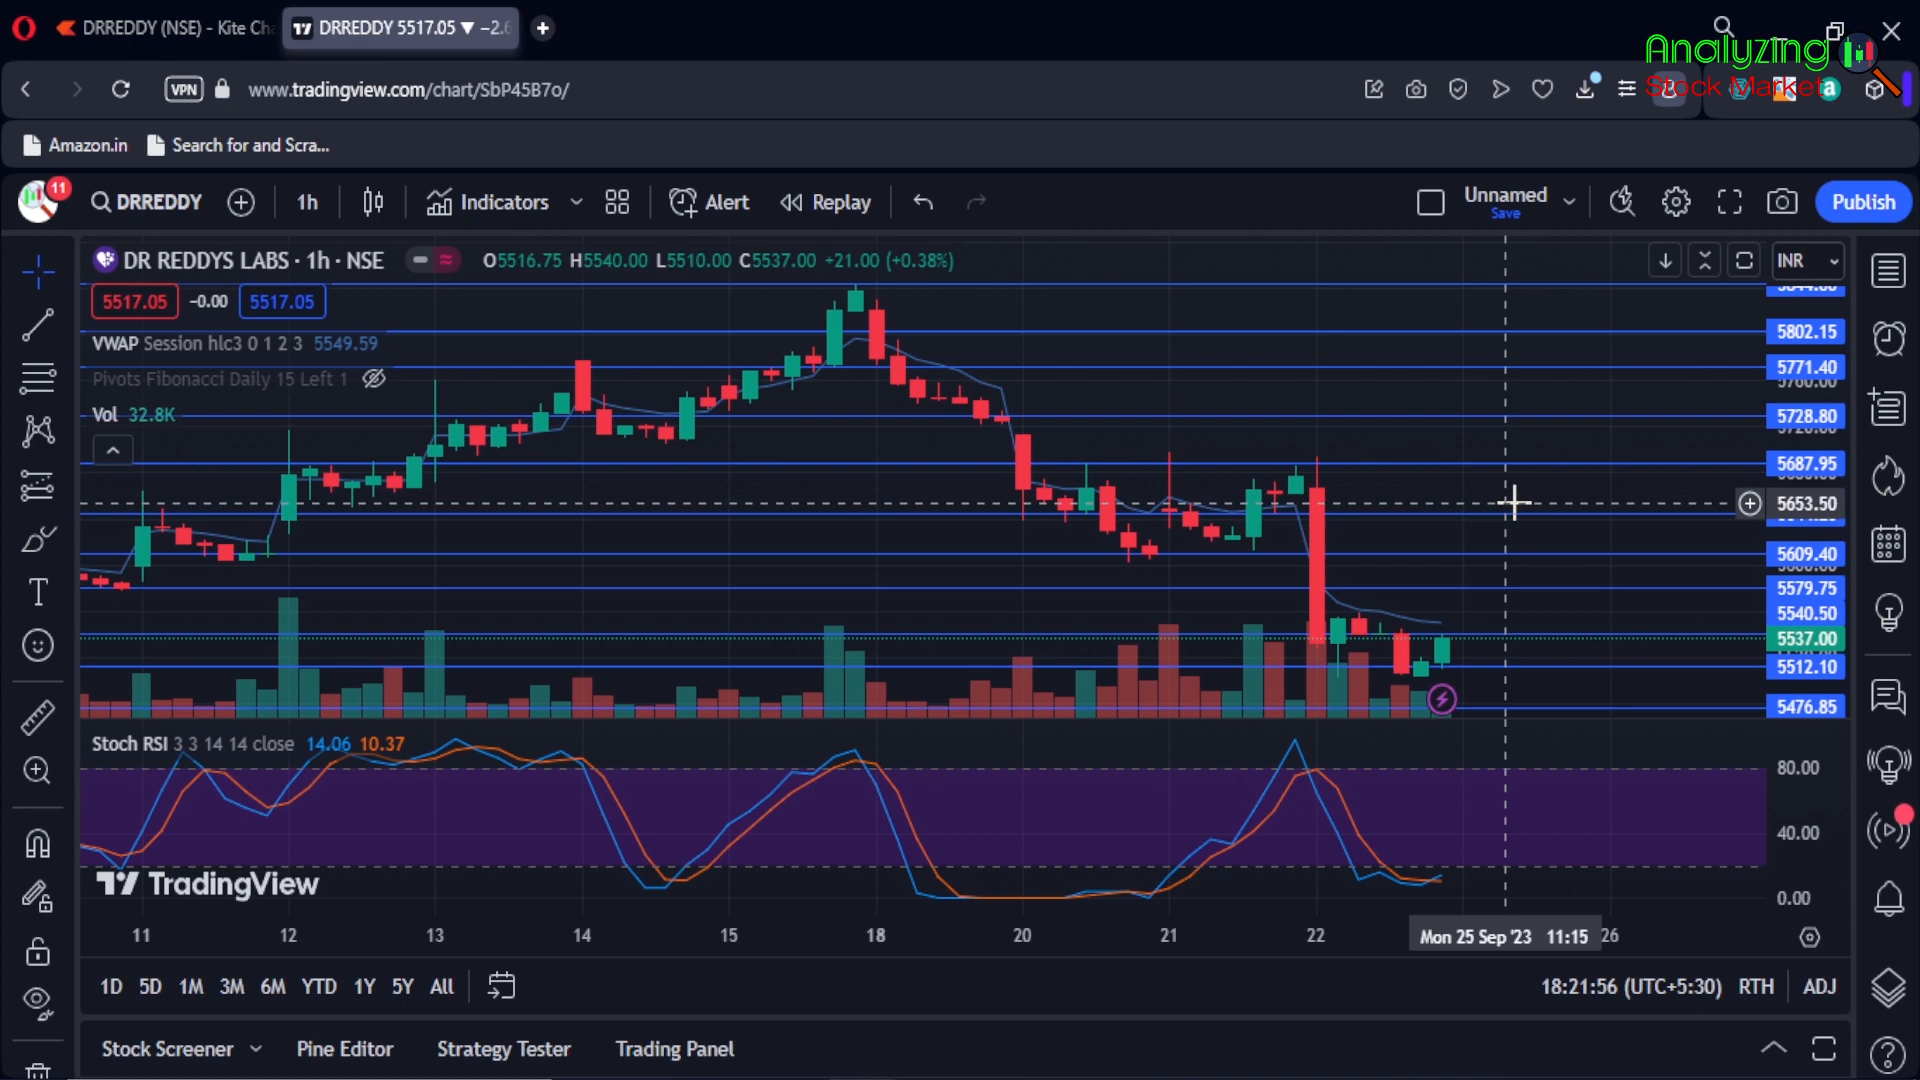 DRREDDY (NSE) - Kite Cha
DRREDDY 5517.05 ▼ −2.6
Analyzing
Stock Market
VPN
www.tradingview.com/chart/SbP45B7o/
Amazon.in
Search for and Scra...
11
DRREDDY
1h
Indicators
Alert
Replay
Unnamed
Save
Publish
DR REDDYS LABS · 1h · NSE
O5516.75 H5540.00 L5510.00 C5537.00 +21.00 (+0.38%)
INR
5517.05 −0.00 5517.05
VWAP Session hlc3 0 1 2 3 5549.59
5802.15
Pivots Fibonacci Daily 15 Left 1
5771.40
Vol 32.8K
5728.80
5687.95
5653.50
5609.40
5579.75
5540.50
5537.00
5512.10
5476.85
Stoch RSI 3 3 14 14 close 14.06 10.37
80.00
40.00
TradingView
0.00
11 12 13 14 15 18 20 21 22 Mon 25 Sep '23 11:15 26
1D 5D 1M 3M 6M YTD 1Y 5Y All
18:21:56 (UTC+5:30) RTH ADJ
Stock Screener
Pine Editor
Strategy Tester
Trading Panel